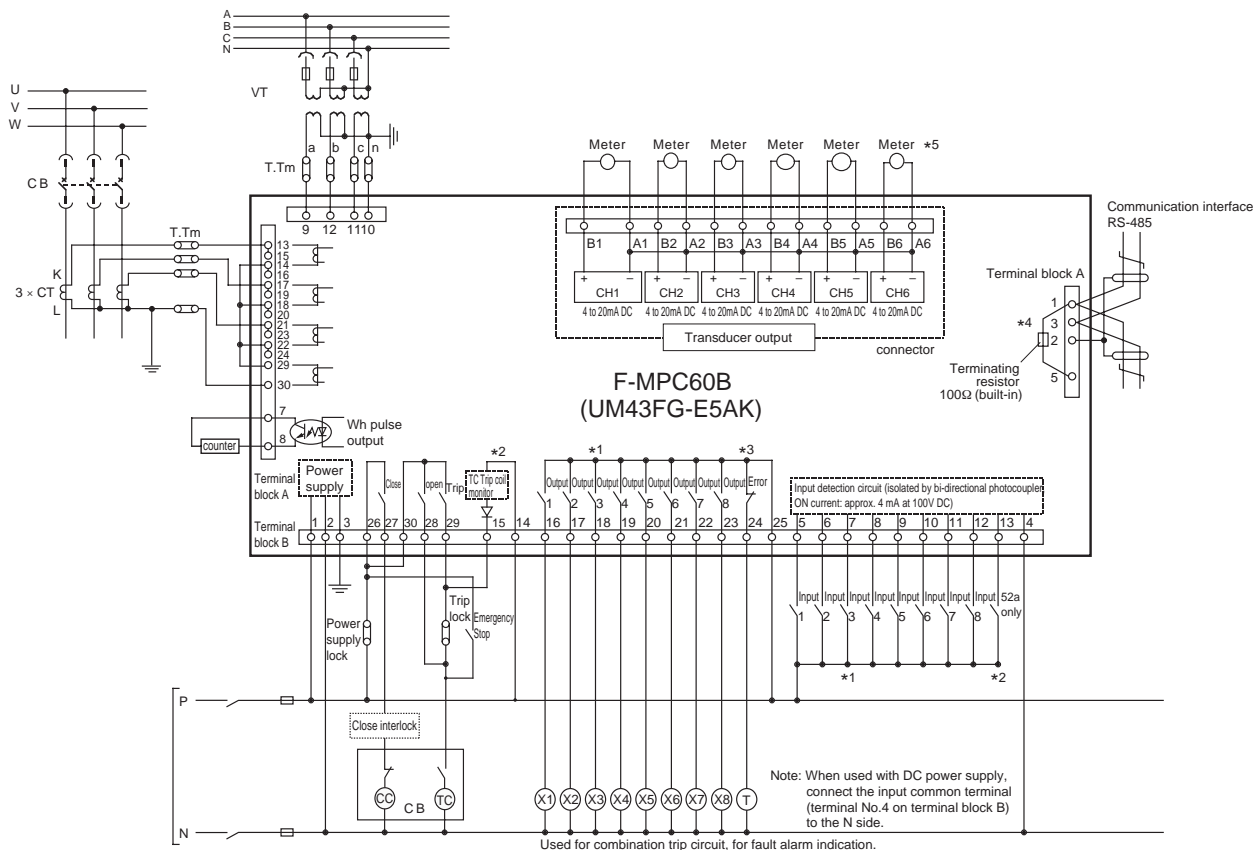 A
B
C
N
VT
U
V
W
CB
a b c n
T.Tm
9 12 11 10
T.Tm
K
3 × CT
L
13
15
14
16
17
19
18
20
21
23
22
24
29
30
7
8
counter
Wh pulse
output
Meter Meter Meter Meter Meter Meter *5
B1 A1 B2 A2 B3 A3 B4 A4 B5 A5 B6 A6
+ − + − + − + − + − + −
CH1 CH2 CH3 CH4 CH5 CH6
4 to 20mA DC 4 to 20mA DC 4 to 20mA DC 4 to 20mA DC 4 to 20mA DC 4 to 20mA DC
Transducer output
connector
Communication interface
RS-485
Terminal block A
1
3
2
5
*4
Terminating
resistor
100Ω (built-in)
F-MPC60B
(UM43FG-E5AK)
Terminal
block A
Power
supply
Close
open
Trip
*2
TC Trip coil
monitor
*1
*3
Output Output Output Output Output Output Output Output Error
1 2 3 4 5 6 7 8
Input detection circuit (isolated by bi-directional photocoupler
ON current: approx. 4 mA at 100V DC)
Terminal
block B
1 2 3 26 27 30 28 29 15 14 16 17 18 19 20 21 22 23 24 25 5 6 7 8 9 10 11 12 13 4
Power
supply
lock
Trip
lock
Emergency
Stop
Input Input Input Input Input Input Input Input 52a
only
1 2 3 4 5 6 7 8
*1
*2
P
Close interlock
CC
CB
TC
X1 X2 X3 X4 X5 X6 X7 X8 T
Note: When used with DC power supply,
connect the input common terminal
(terminal No.4 on terminal block B)
to the N side.
N
Used for combination trip circuit, for fault alarm indication.